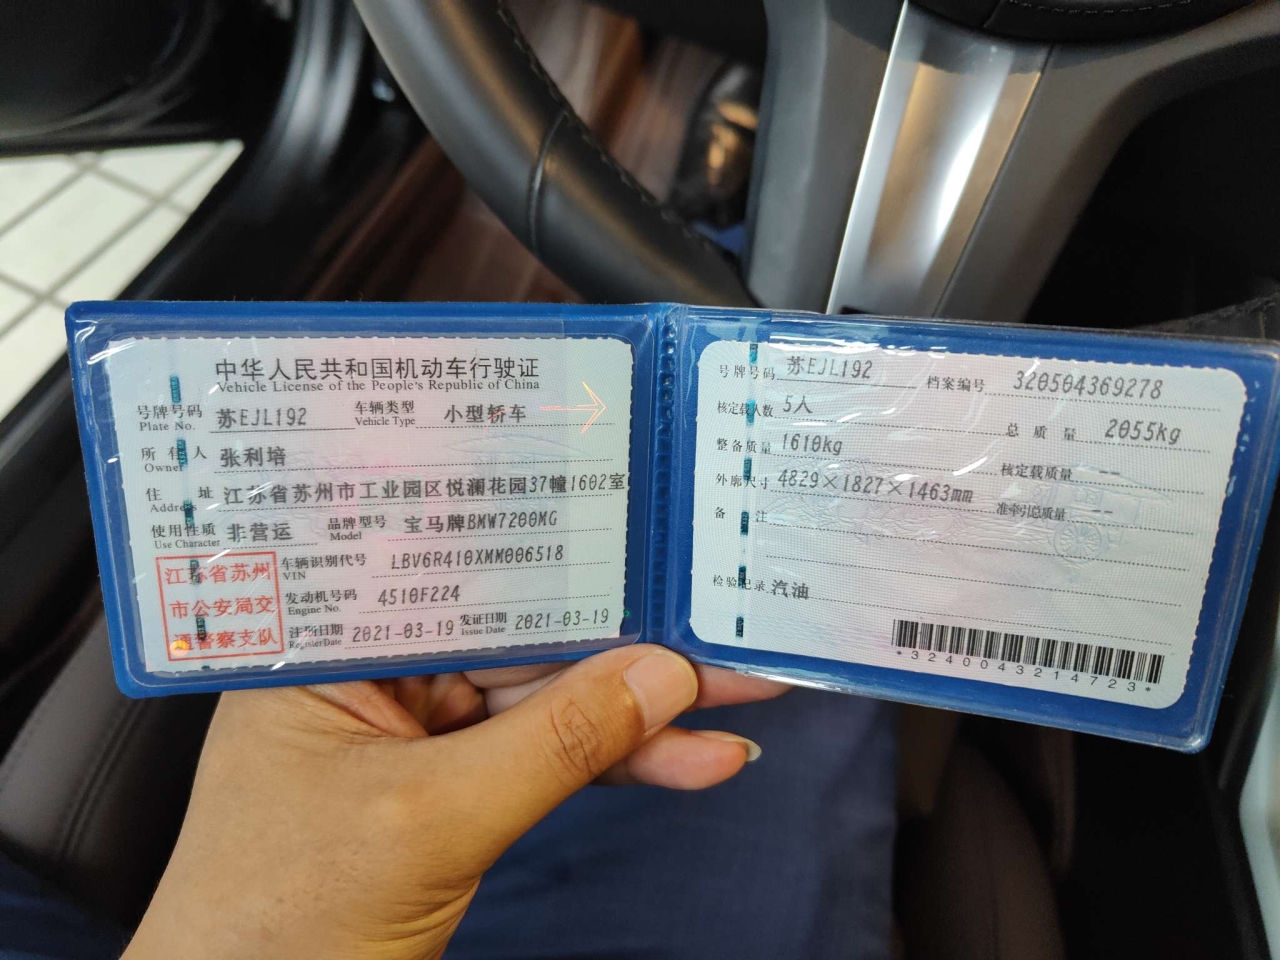 中华人民共和国机动车行驶证
Vehicle License of the People's Republic of China
号牌号码 苏EJL192 车辆类型 小型轿车
Plate No. Vehicle Type
所有人 张利培
Owner
住址 江苏省苏州市工业园区悦澜花园37幢1602室
Address
使用性质 非营运 品牌型号 宝马牌BMW7200MG
Use Character Model
江苏省苏州
市公安局交
通警察支队
车辆识别代号 LBV6R410XMM006518
VIN
发动机号码 4510F224
Engine No.
注册日期 2021-03-19 发证日期 2021-03-19
Register Date Issue Date
号牌号码 苏EJL192 档案编号 320504369278
核定载人数 5人 总质量 2055kg
整备质量 1610kg 核定载质量 --
外廓尺寸 4829×1827×1463mm 准牵引总质量 --
备注
检验记录 汽油
*3240043214723*